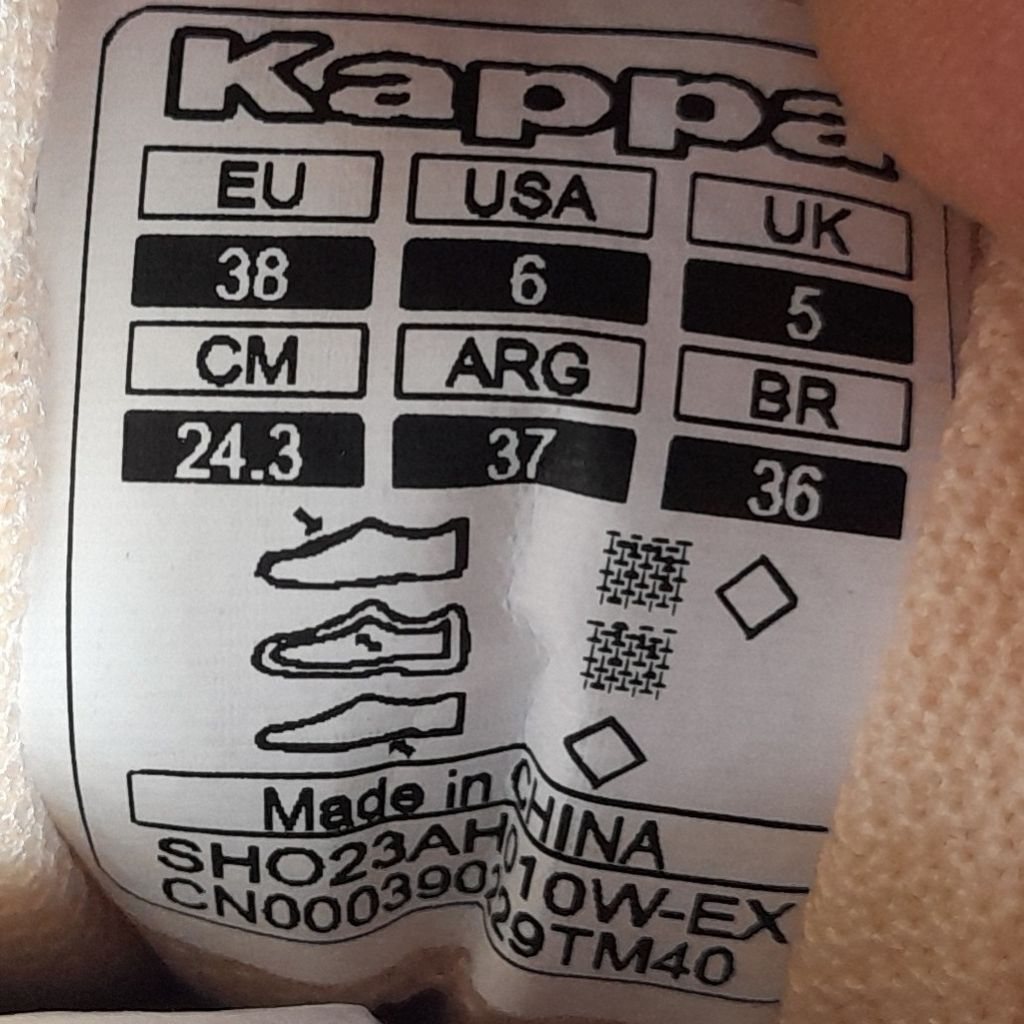 Kappa
EU USA UK
38 6 5
CM ARG BR
24.3 37 36
Made in CHINA
SHO23AH010W-EX